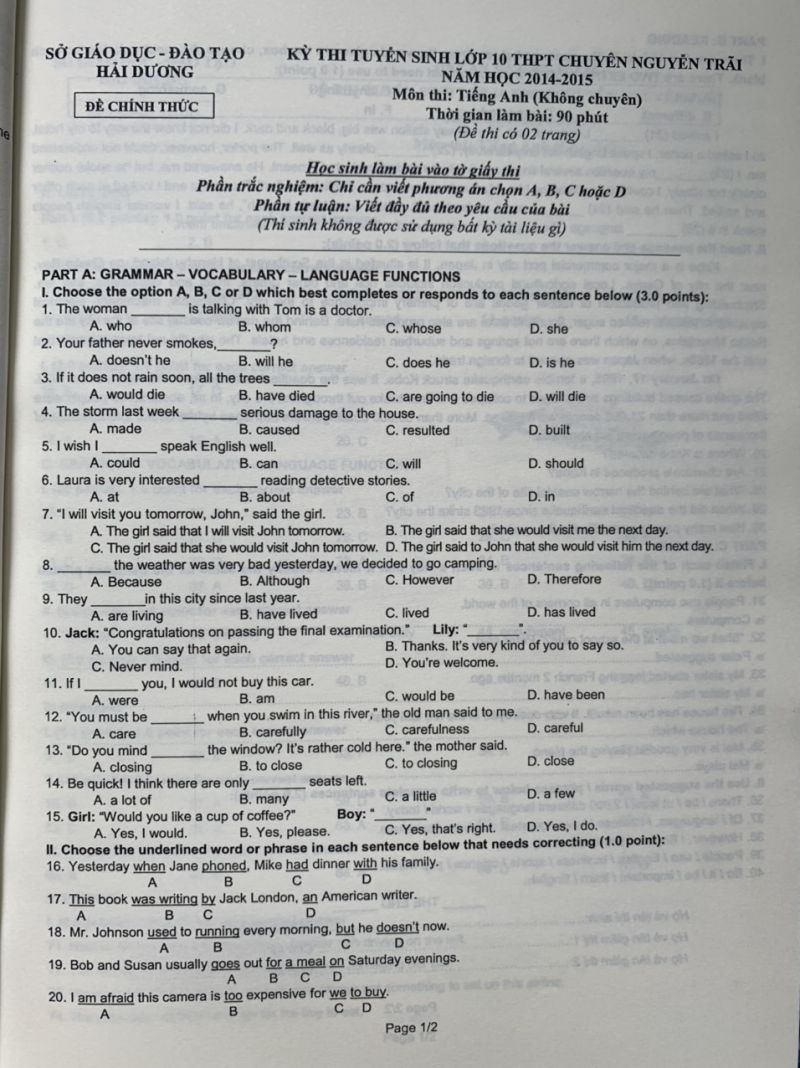 SỞ GIÁO DỤC - ĐÀO TẠO
HẢI DƯƠNG
ĐỀ CHÍNH THỨC
KỲ THI TUYỂN SINH LỚP 10 THPT CHUYÊN NGUYỄN TRÃI
NĂM HỌC 2014-2015
Môn thi: Tiếng Anh (Không chuyên)
Thời gian làm bài: 90 phút
(Đề thi có 02 trang)
Học sinh làm bài vào tờ giấy thi
Phần trắc nghiệm: Chỉ cần viết phương án chọn A, B, C hoặc D
Phần tự luận: Viết đầy đủ theo yêu cầu của bài
(Thí sinh không được sử dụng bất kỳ tài liệu gì)
PART A: GRAMMAR – VOCABULARY – LANGUAGE FUNCTIONS
I. Choose the option A, B, C or D which best completes or responds to each sentence below (3.0 points):
1. The woman ________ is talking with Tom is a doctor.
A. who B. whom C. whose D. she
2. Your father never smokes,________?
A. doesn't he B. will he C. does he D. is he
3. If it does not rain soon, all the trees ________.
A. would die B. have died C. are going to die D. will die
4. The storm last week ________ serious damage to the house.
A. made B. caused C. resulted D. built
5. I wish I ________ speak English well.
A. could B. can C. will D. should
6. Laura is very interested ________ reading detective stories.
A. at B. about C. of D. in
7. "I will visit you tomorrow, John," said the girl.
A. The girl said that I will visit John tomorrow. B. The girl said that she would visit me the next day.
C. The girl said that she would visit John tomorrow. D. The girl said to John that she would visit him the next day.
8. ________ the weather was very bad yesterday, we decided to go camping.
A. Because B. Although C. However D. Therefore
9. They ________in this city since last year.
A. are living B. have lived C. lived D. has lived
10. Jack: "Congratulations on passing the final examination." Lily: "________".
A. You can say that again. B. Thanks. It's very kind of you to say so.
C. Never mind. D. You're welcome.
11. If I ________ you, I would not buy this car.
A. were B. am C. would be D. have been
12. "You must be ________ when you swim in this river," the old man said to me.
A. care B. carefully C. carefulness D. careful
13. "Do you mind ________ the window? It's rather cold here." the mother said.
A. closing B. to close C. to closing D. close
14. Be quick! I think there are only ________ seats left.
A. a lot of B. many C. a little D. a few
15. Girl: "Would you like a cup of coffee?" Boy: "________"
A. Yes, I would. B. Yes, please. C. Yes, that's right. D. Yes, I do.
II. Choose the underlined word or phrase in each sentence below that needs correcting (1.0 point):
16. Yesterday when Jane phoned, Mike had dinner with his family.
A B C D
17. This book was writing by Jack London, an American writer.
A B C D
18. Mr. Johnson used to running every morning, but he doesn't now.
A B C D
19. Bob and Susan usually goes out for a meal on Saturday evenings.
A B C D
20. I am afraid this camera is too expensive for we to buy.
A B C D
Page 1/2